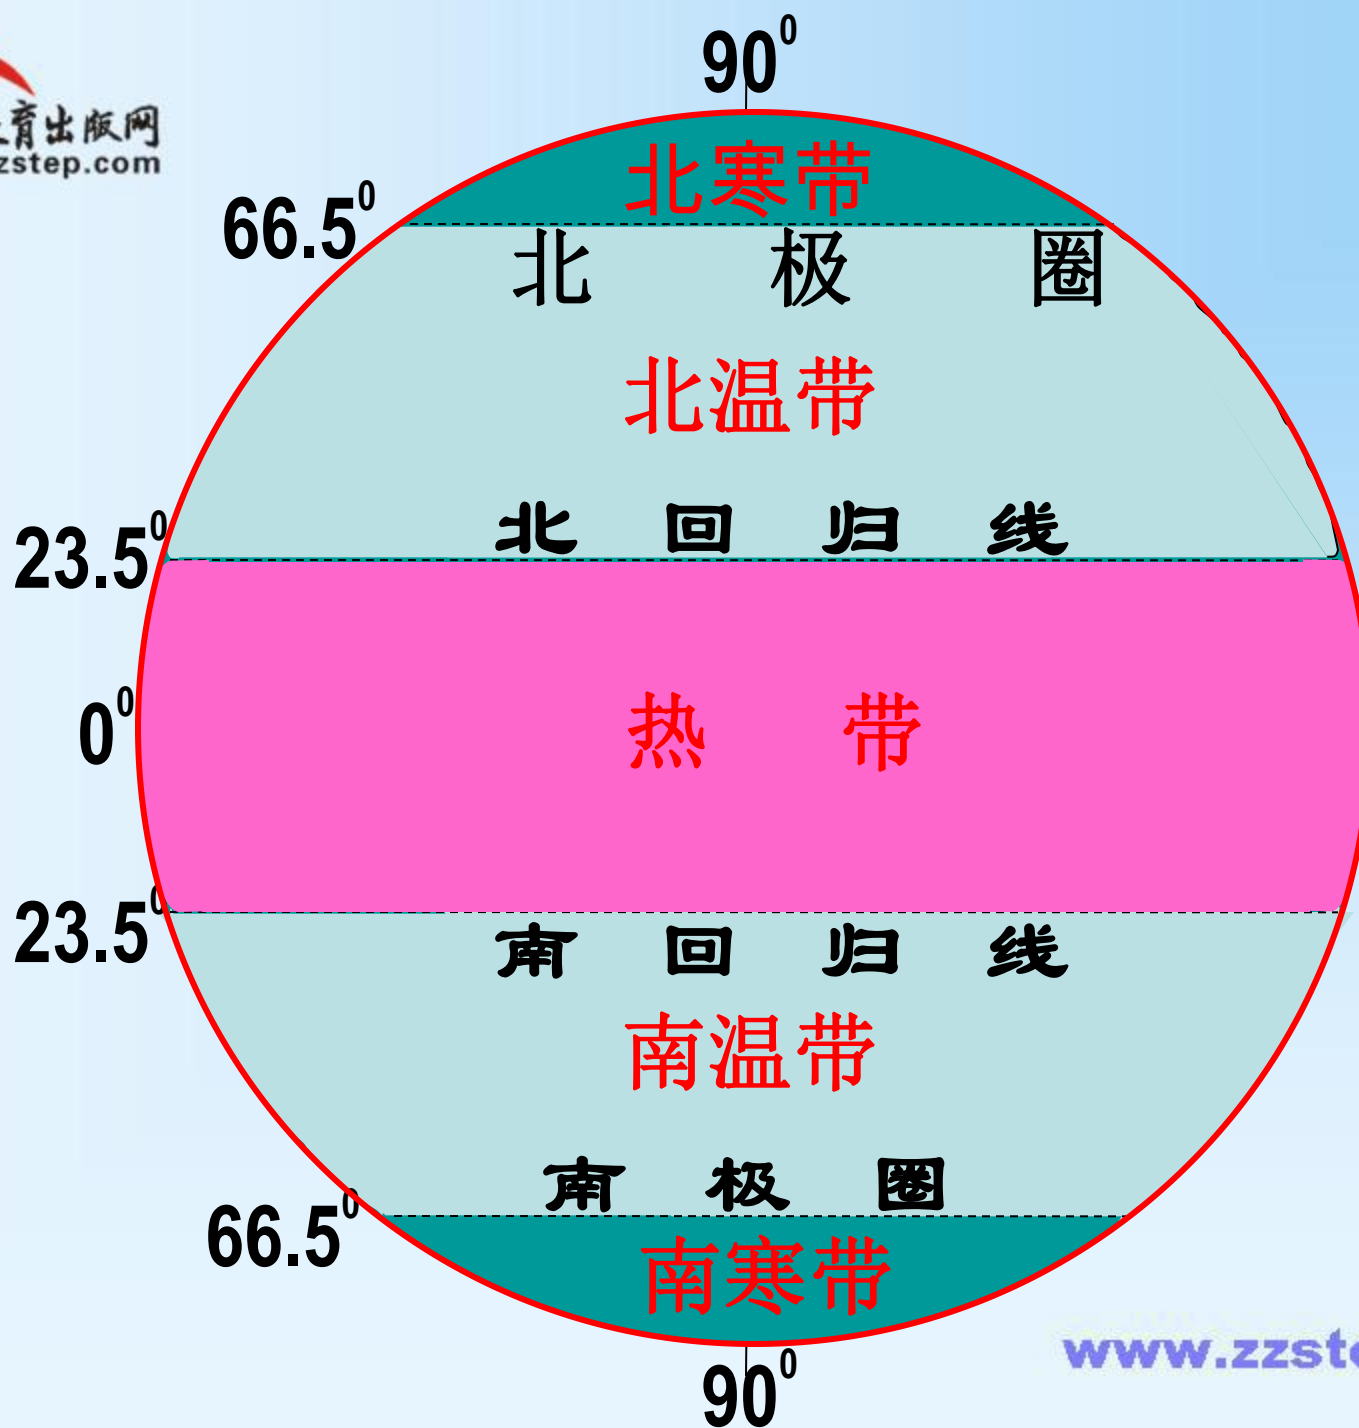 90⁰
育出版网
zstep.com
北寒带
66.5⁰
北 极 圈
北温带
北 回 归 线
23.5⁰
热 带
0⁰
23.5⁰
南 回 归 线
南温带
南 极 圈
66.5⁰
南寒带
www.zzste
90⁰